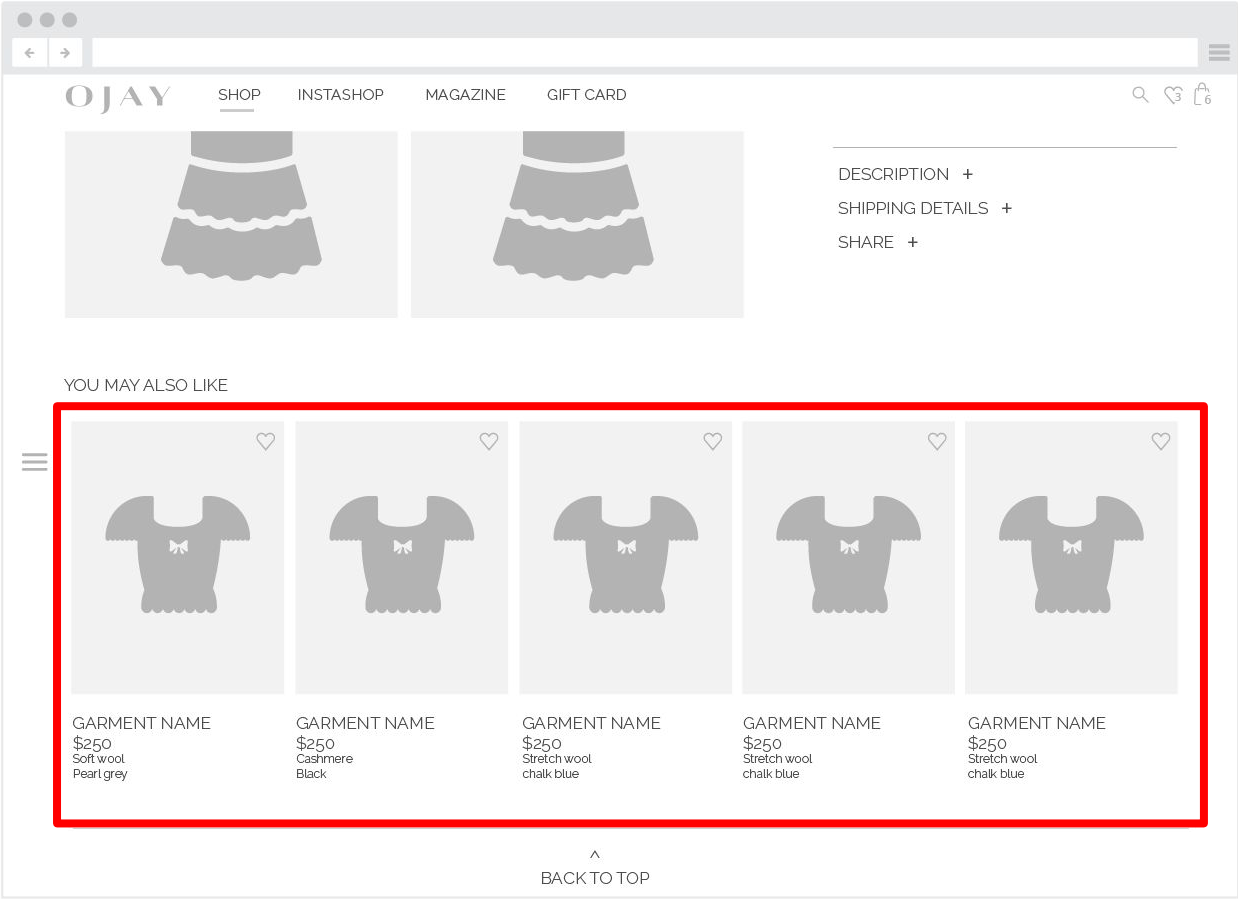 OJAY SHOP INSTASHOP MAGAZINE GIFT CARD 3 6
DESCRIPTION +
SHIPPING DETAILS +
SHARE +
YOU MAY ALSO LIKE
GARMENT NAME
$250
Soft wool
Pearl grey
GARMENT NAME
$250
Cashmere
Black
GARMENT NAME
$250
Stretch wool
chalk blue
GARMENT NAME
$250
Stretch wool
chalk blue
GARMENT NAME
$250
Stretch wool
chalk blue
BACK TO TOP